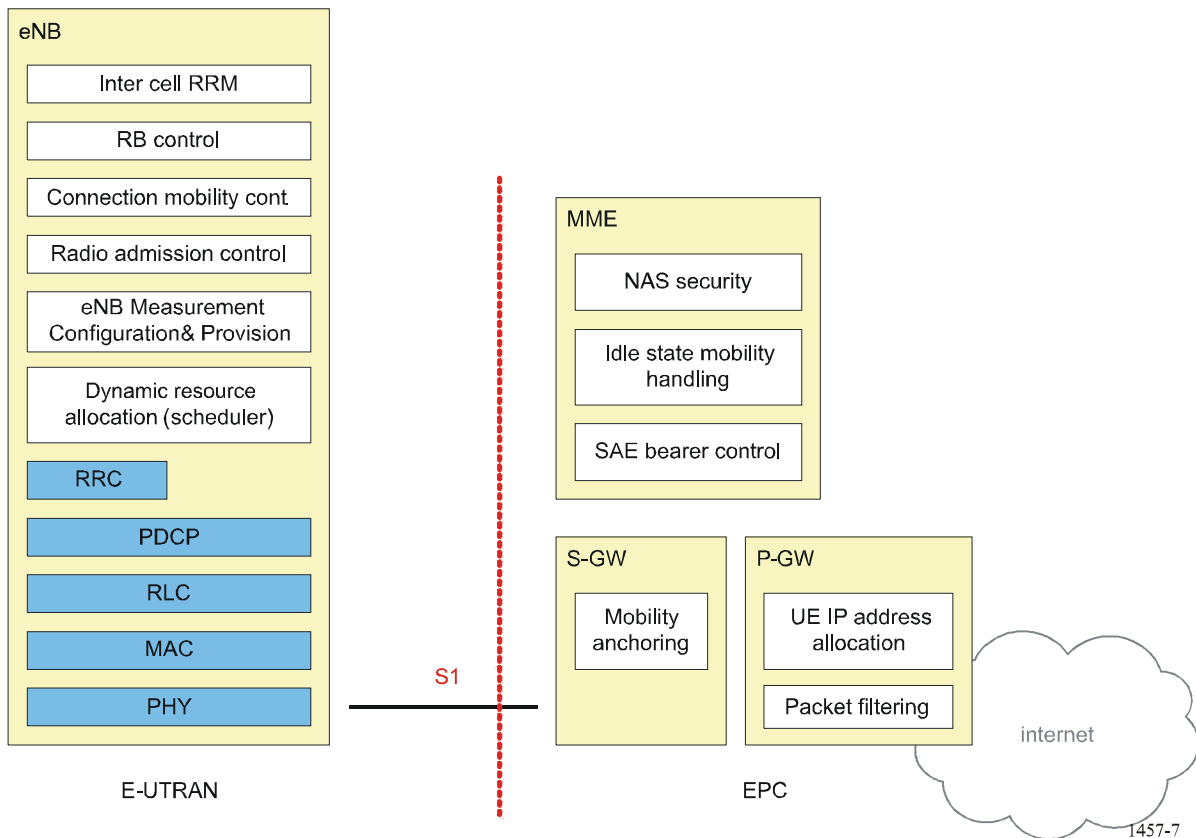 eNB
Inter cell RRM
RB control
Connection mobility cont.
Radio admission control
eNB Measurement
Configuration& Provision
Dynamic resource
allocation (scheduler)
RRC
PDCP
RLC
MAC
PHY
E-UTRAN
S1
MME
NAS security
Idle state mobility
handling
SAE bearer control
S-GW
Mobility
anchoring
P-GW
UE IP address
allocation
Packet filtering
internet
EPC
1457-7